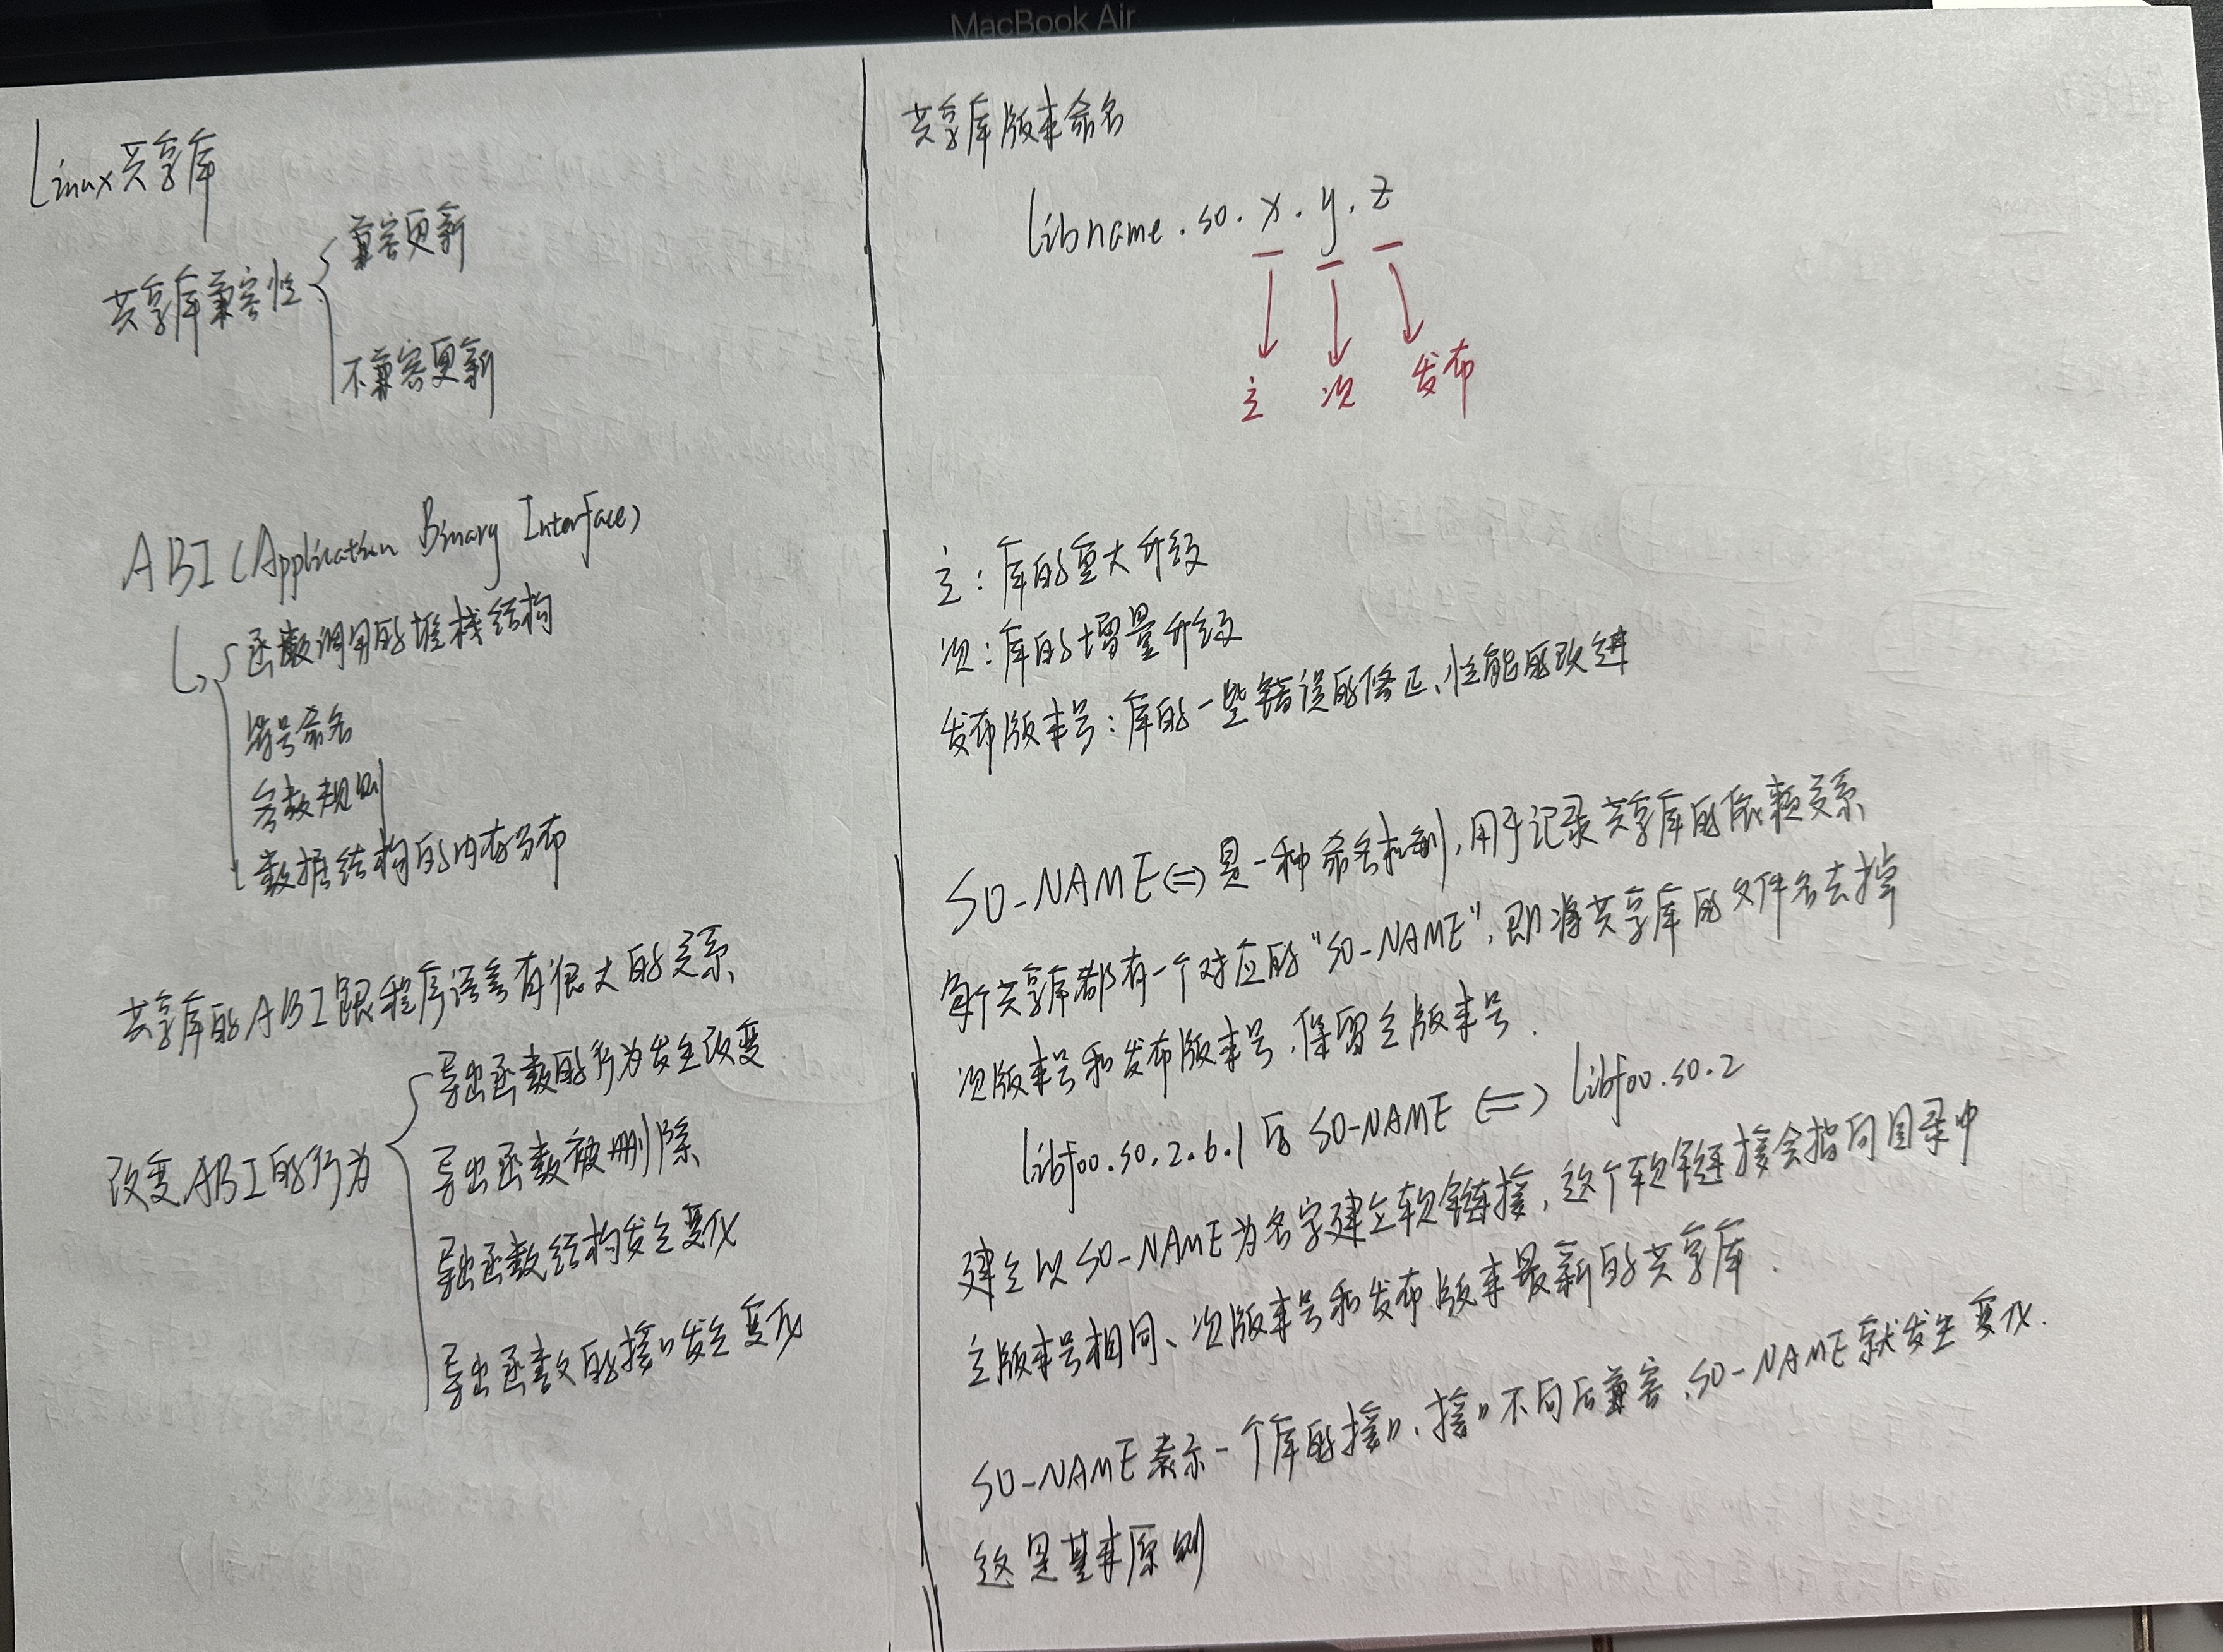 MacBook Air
Linux共享库
共享库兼容性
兼容更新
不兼容更新
ABI (Application Binary Interface)
函数调用的堆栈结构
符号命名
参数规则
数据结构的内存分布
共享库的ABI跟程序语言有很大的关系
改变ABI的行为
导出函数的行为发生改变
导出函数被删除
导出函数结构发生变化
导出函数的接口发生变化
共享库版本命名
libname.so.x.y.z
主 次 发布
主：库的重大升级
次：库的增量升级
发布版本号：库的一些错误的修正、性能的改进
SO-NAME<=>是一种命名机制，用于记录共享库的依赖关系
每个共享库都有一个对应的"SO-NAME"，即将共享库的文件名去掉
次版本号和发布版本号，保留主版本号.
libfoo.so.2.6.1的SO-NAME<=>libfoo.so.2
建立以SO-NAME为名字建立软链接，这个软链接会指向目录中
主版本号相同、次版本号和发布版本最新的共享库.
SO-NAME表示一个库的接口，接口不向后兼容，SO-NAME就发生变化.
这是基本原则